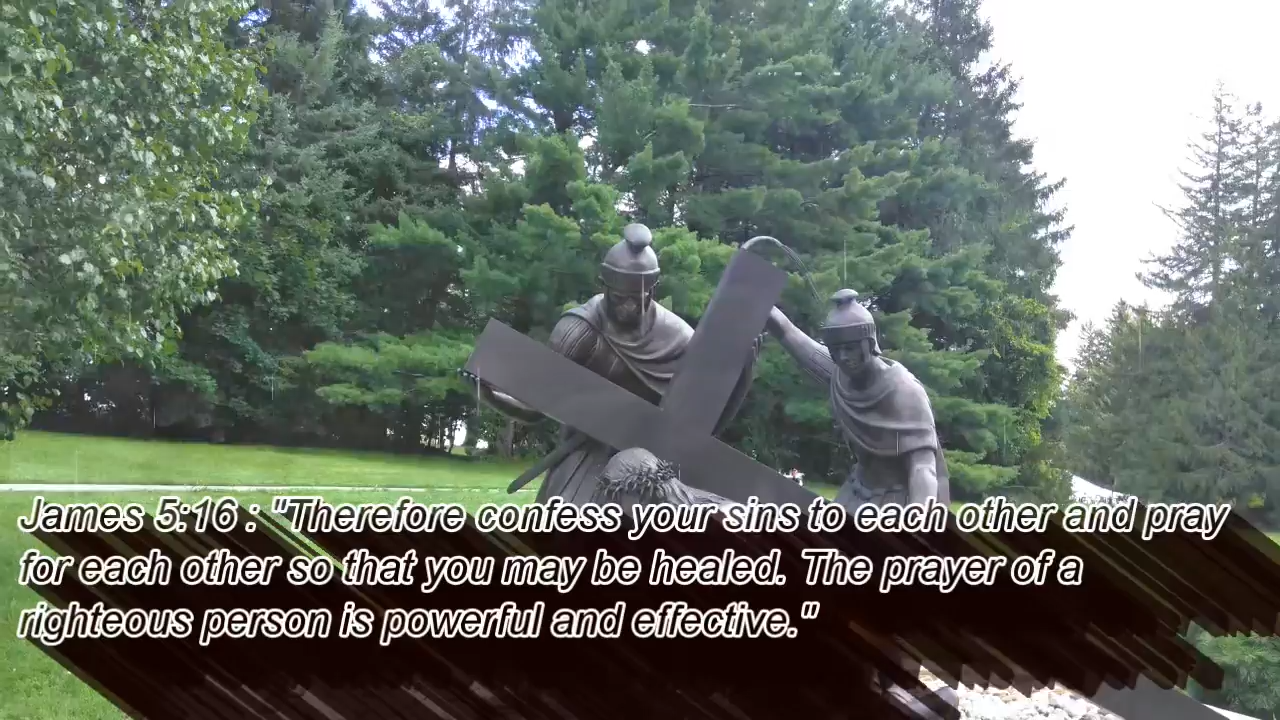 James 5:16 : "Therefore confess your sins to each other and pray
for each other so that you may be healed. The prayer of a
righteous person is powerful and effective."